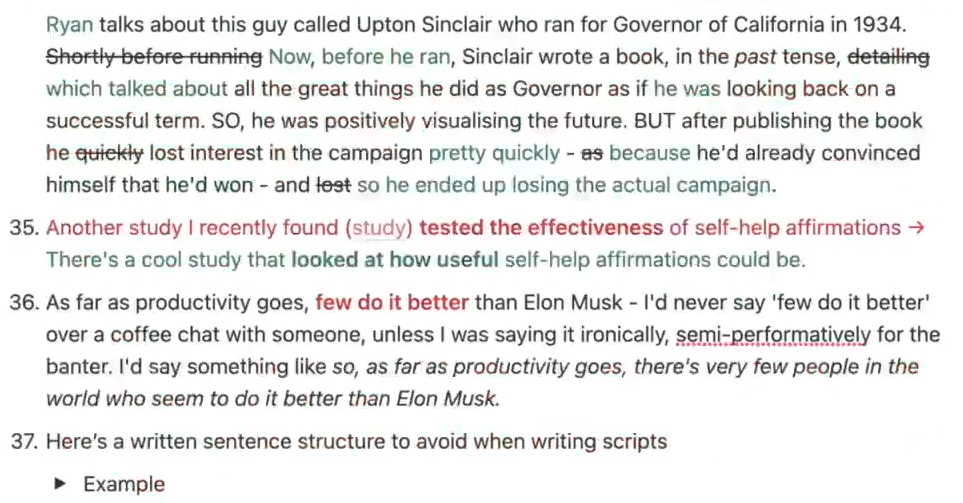 Ryan talks about this guy called Upton Sinclair who ran for Governor of California in 1934.
Shortly before running Now, before he ran, Sinclair wrote a book, in the past tense, detailing
which talked about all the great things he did as Governor as if he was looking back on a
successful term. SO, he was positively visualising the future. BUT after publishing the book
he quickly lost interest in the campaign pretty quickly - as because he'd already convinced
himself that he'd won - and lost so he ended up losing the actual campaign.
35. Another study I recently found (study) tested the effectiveness of self-help affirmations →
There's a cool study that looked at how useful self-help affirmations could be.
36. As far as productivity goes, few do it better than Elon Musk - I'd never say 'few do it better'
over a coffee chat with someone, unless I was saying it ironically, semi-performatively for the
banter. I'd say something like so, as far as productivity goes, there's very few people in the
world who seem to do it better than Elon Musk.
37. Here's a written sentence structure to avoid when writing scripts
▶ Example